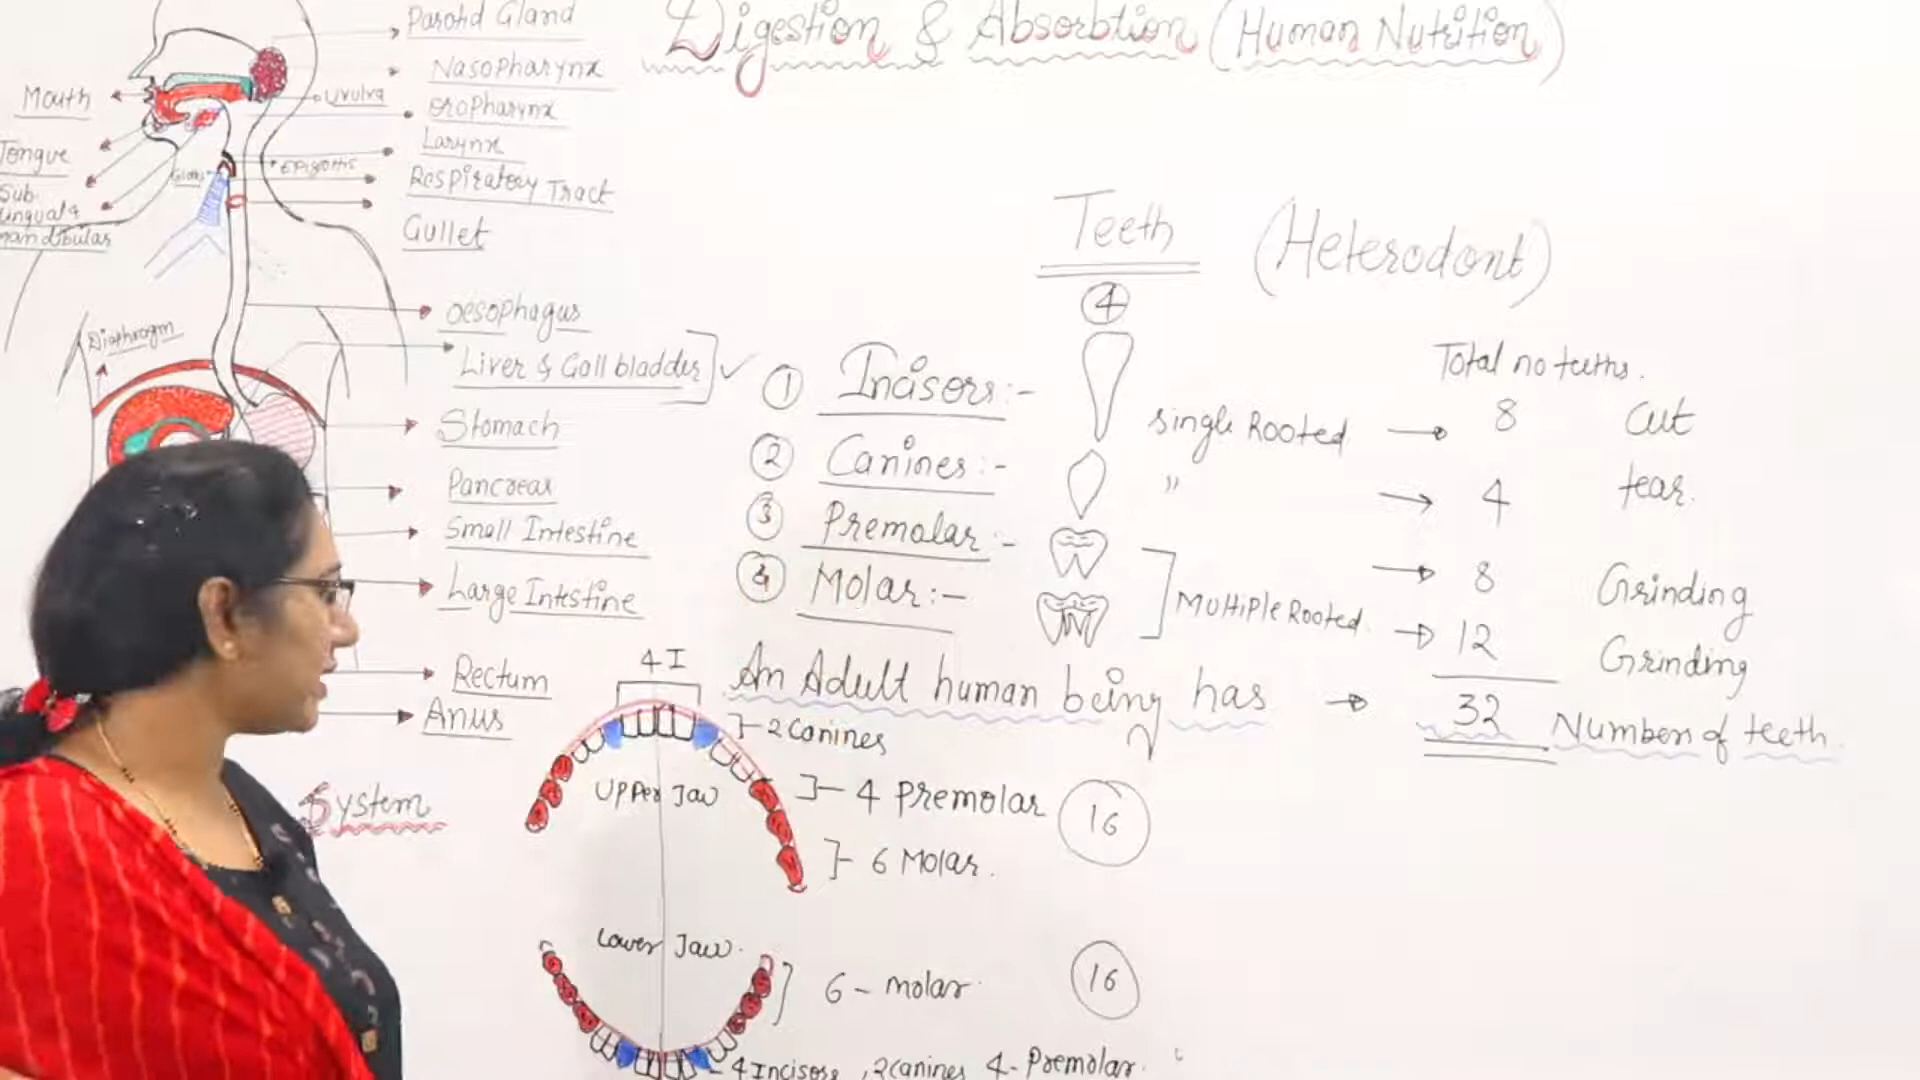 Digestion & Absorbtion (Human Nutrition)
Parotid Gland
Nasopharynx
Mouth
Uvulva
Oropharynx
Larynx
Tongue
Epiglottis
Respiratory Tract
Sub-
lingual &
mandibular
Gullet
Oesophagus
Diaphragm
Liver & Gall bladder
Stomach
Pancreas
Small Intestine
Large Intestine
Rectum
Anus
System
Teeth (Heterodont)
4
Total no teeths.
1 Incisors:- single Rooted → 8 Cut
2 Canines:- " → 4 tear.
3 Premolar:- → 8 Grinding
4 Molar:- Multiple Rooted. → 12 Grinding
An Adult human being has → 32 Number of teeth.
4 I
2 Canines
Upper Jaw
4 Premolar 16
6 Molar.
Lower Jaw.
6 - molar. 16
4 Incisors, 2 canines 4 - Premolar.